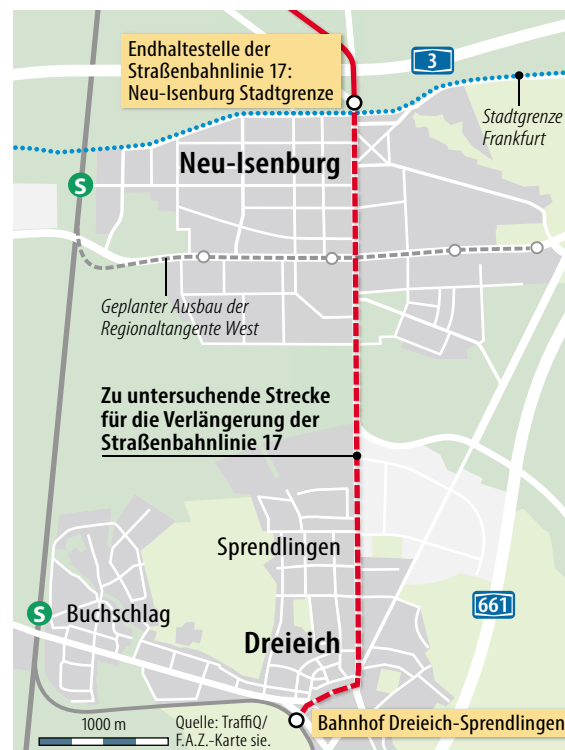 Endhaltestelle der
Straßenbahnlinie 17:
Neu-Isenburg Stadtgrenze
3
Stadtgrenze
Frankfurt
Neu-Isenburg
S
Geplanter Ausbau der
Regionaltangente West
Zu untersuchende Strecke
für die Verlängerung der
Straßenbahnlinie 17
Sprendlingen
661
S
Buchschlag
Dreieich
1000 m
Quelle: TraffiQ/
F.A.Z.-Karte sie.
Bahnhof Dreieich-Sprendlingen